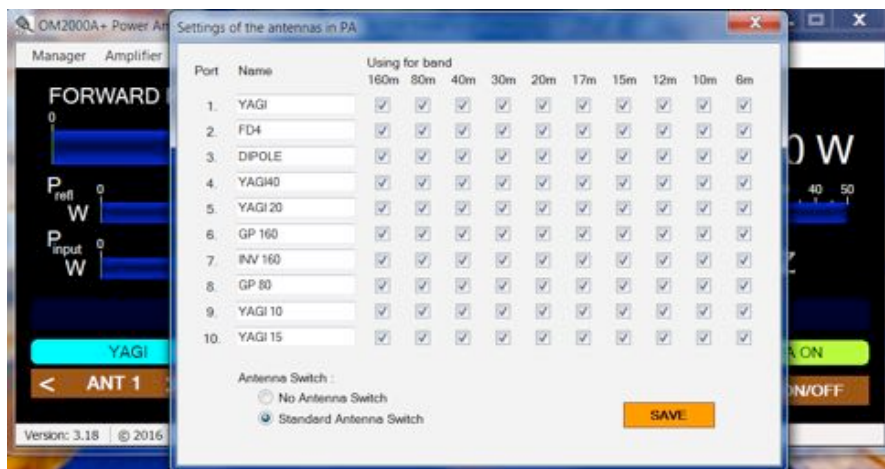 OM2000A+ Power Am
Settings of the antennas in PA
Manager Amplifier
Using for band
Port Name 160m 80m 40m 30m 20m 17m 15m 12m 10m 6m
1. YAGI
2. FD4
3. DIPOLE
4. YAGI40
5. YAGI 20
6. GP 160
7. INV 160
8. GP 80
9. YAGI 10
10. YAGI 15
Antenna Switch :
No Antenna Switch
Standard Antenna Switch
SAVE
FORWARD
0
0 W
Prefl 0
W
40 50
Pinput 0
W
Z
YAGI
A ON
< ANT 1
ON/OFF
Version: 3.18 © 2016